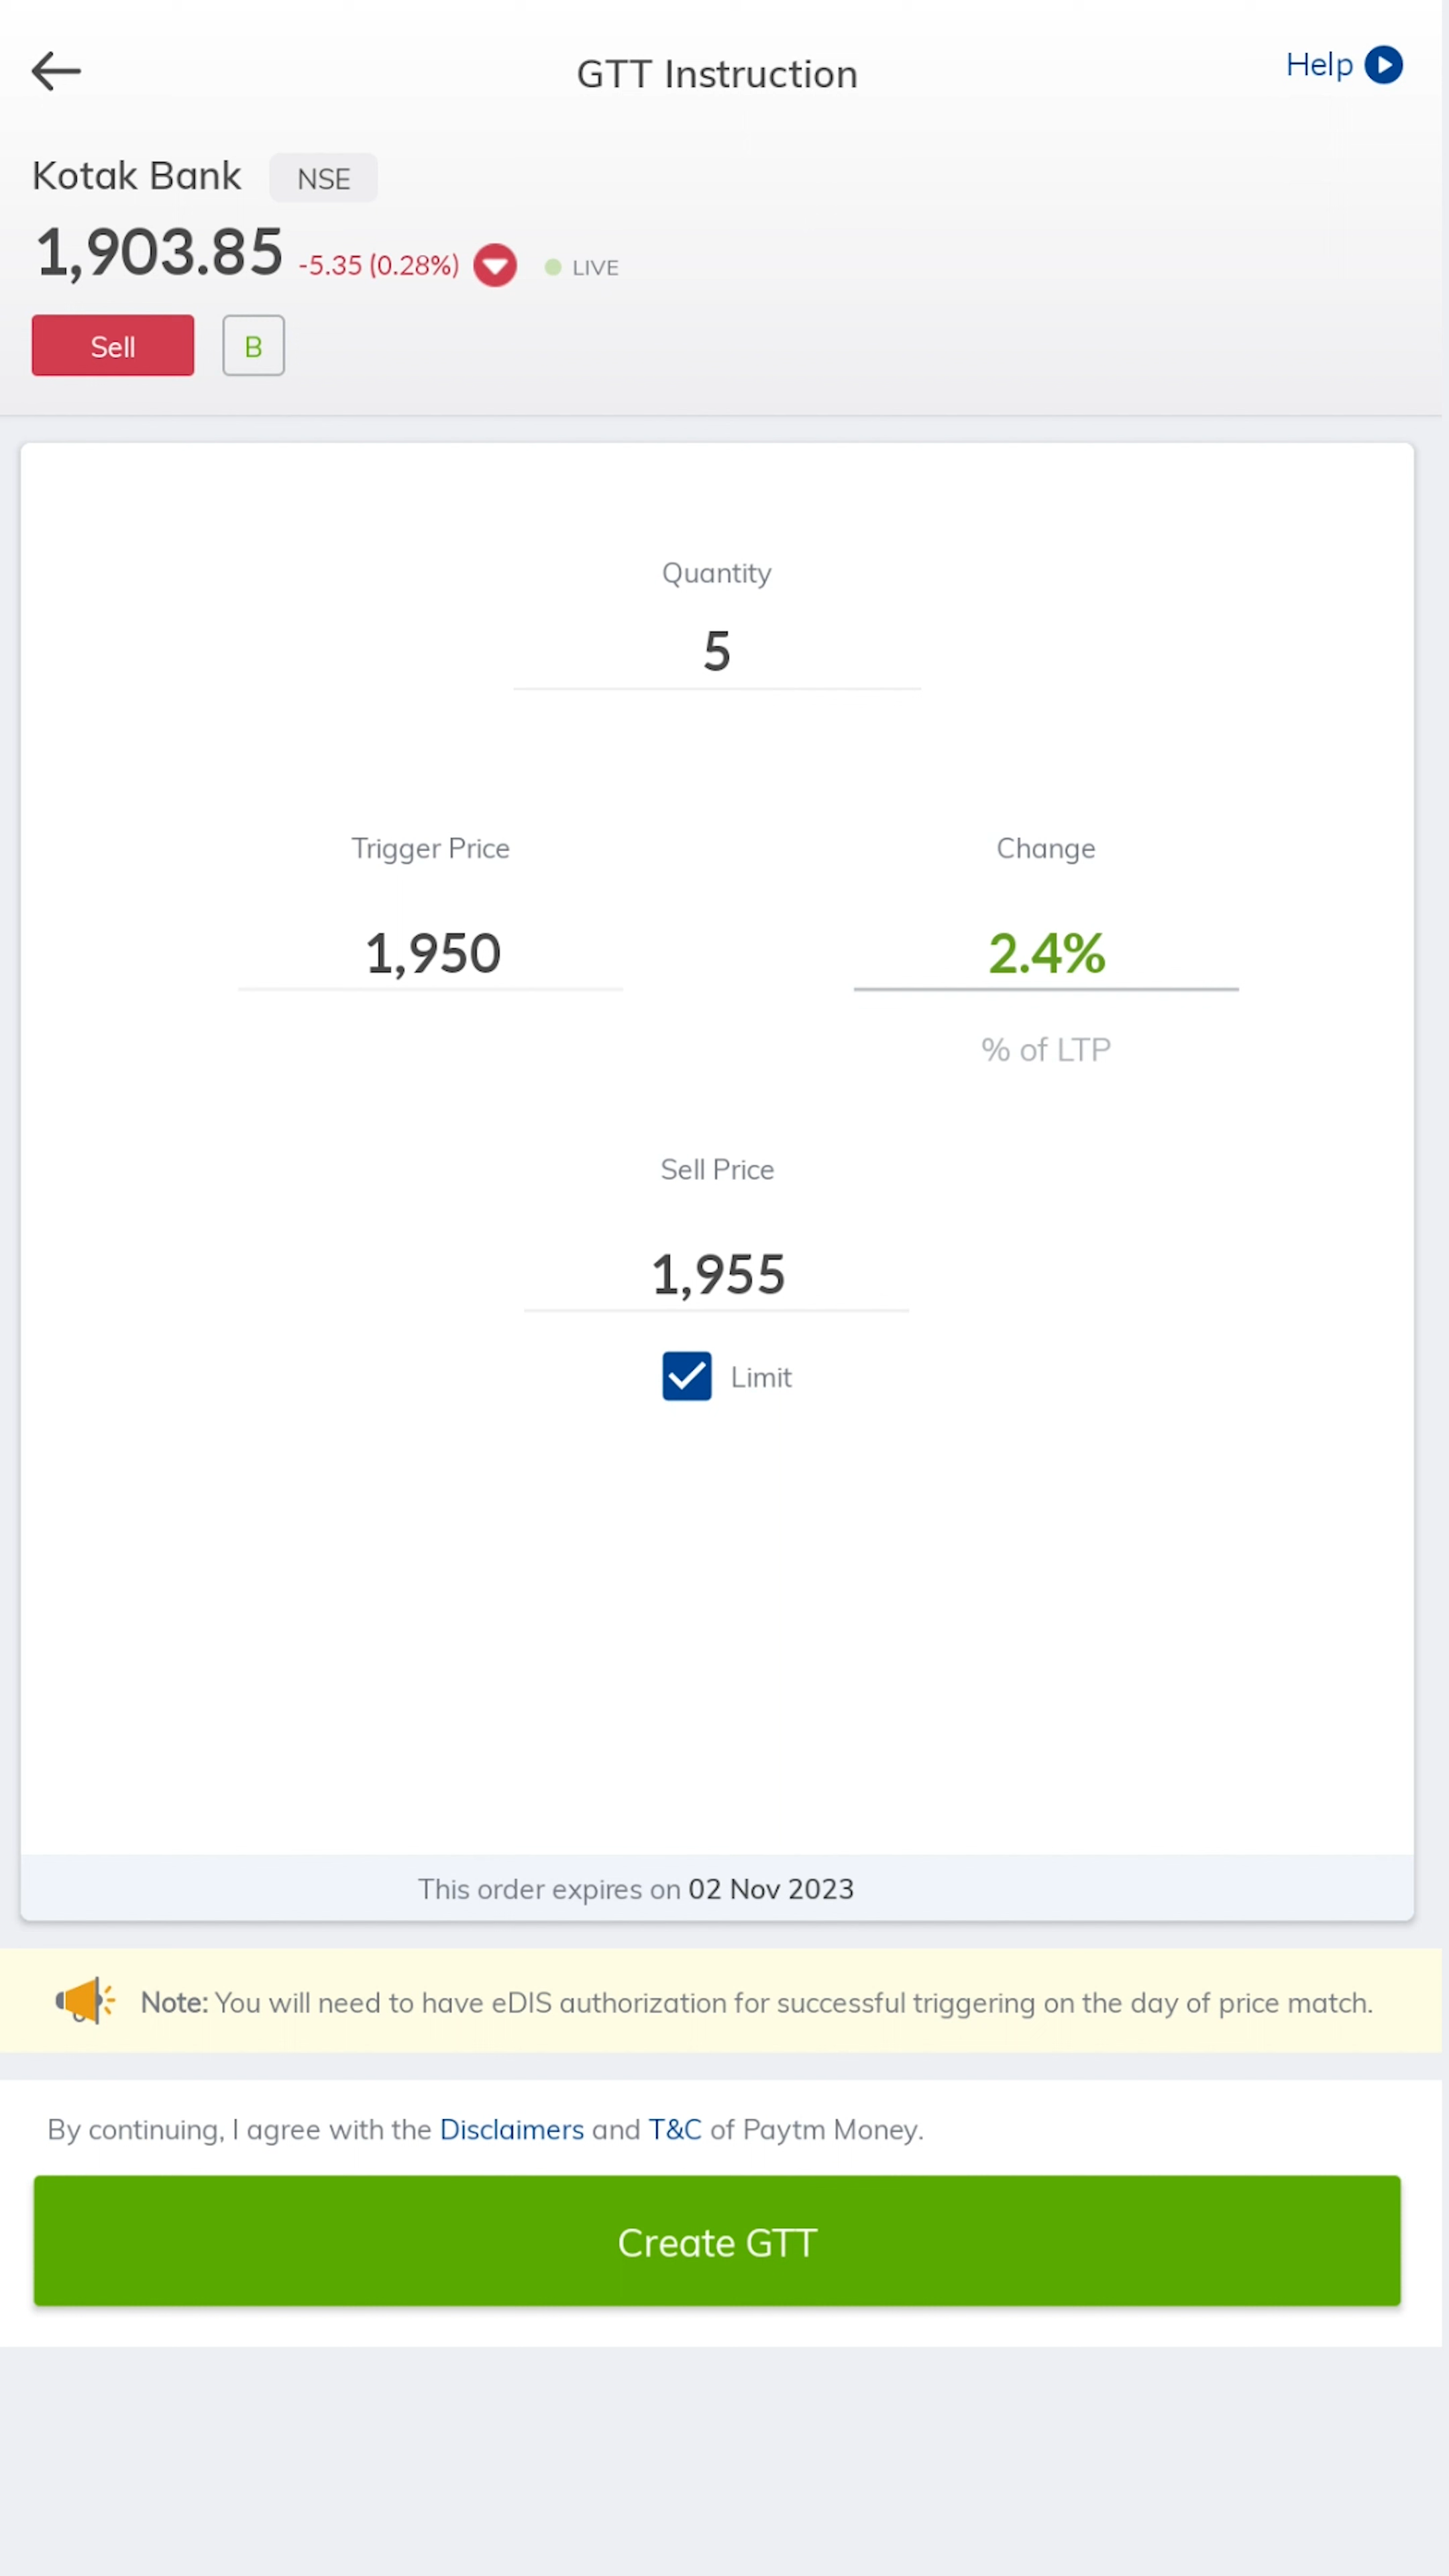 GTT Instruction
Help
Kotak Bank NSE
1,903.85 -5.35 (0.28%) LIVE
Sell B
Quantity
5
Trigger Price Change
1,950 2.4%
% of LTP
Sell Price
1,955
Limit
This order expires on 02 Nov 2023
Note: You will need to have eDIS authorization for successful triggering on the day of price match.
By continuing, I agree with the Disclaimers and T&C of Paytm Money.
Create GTT